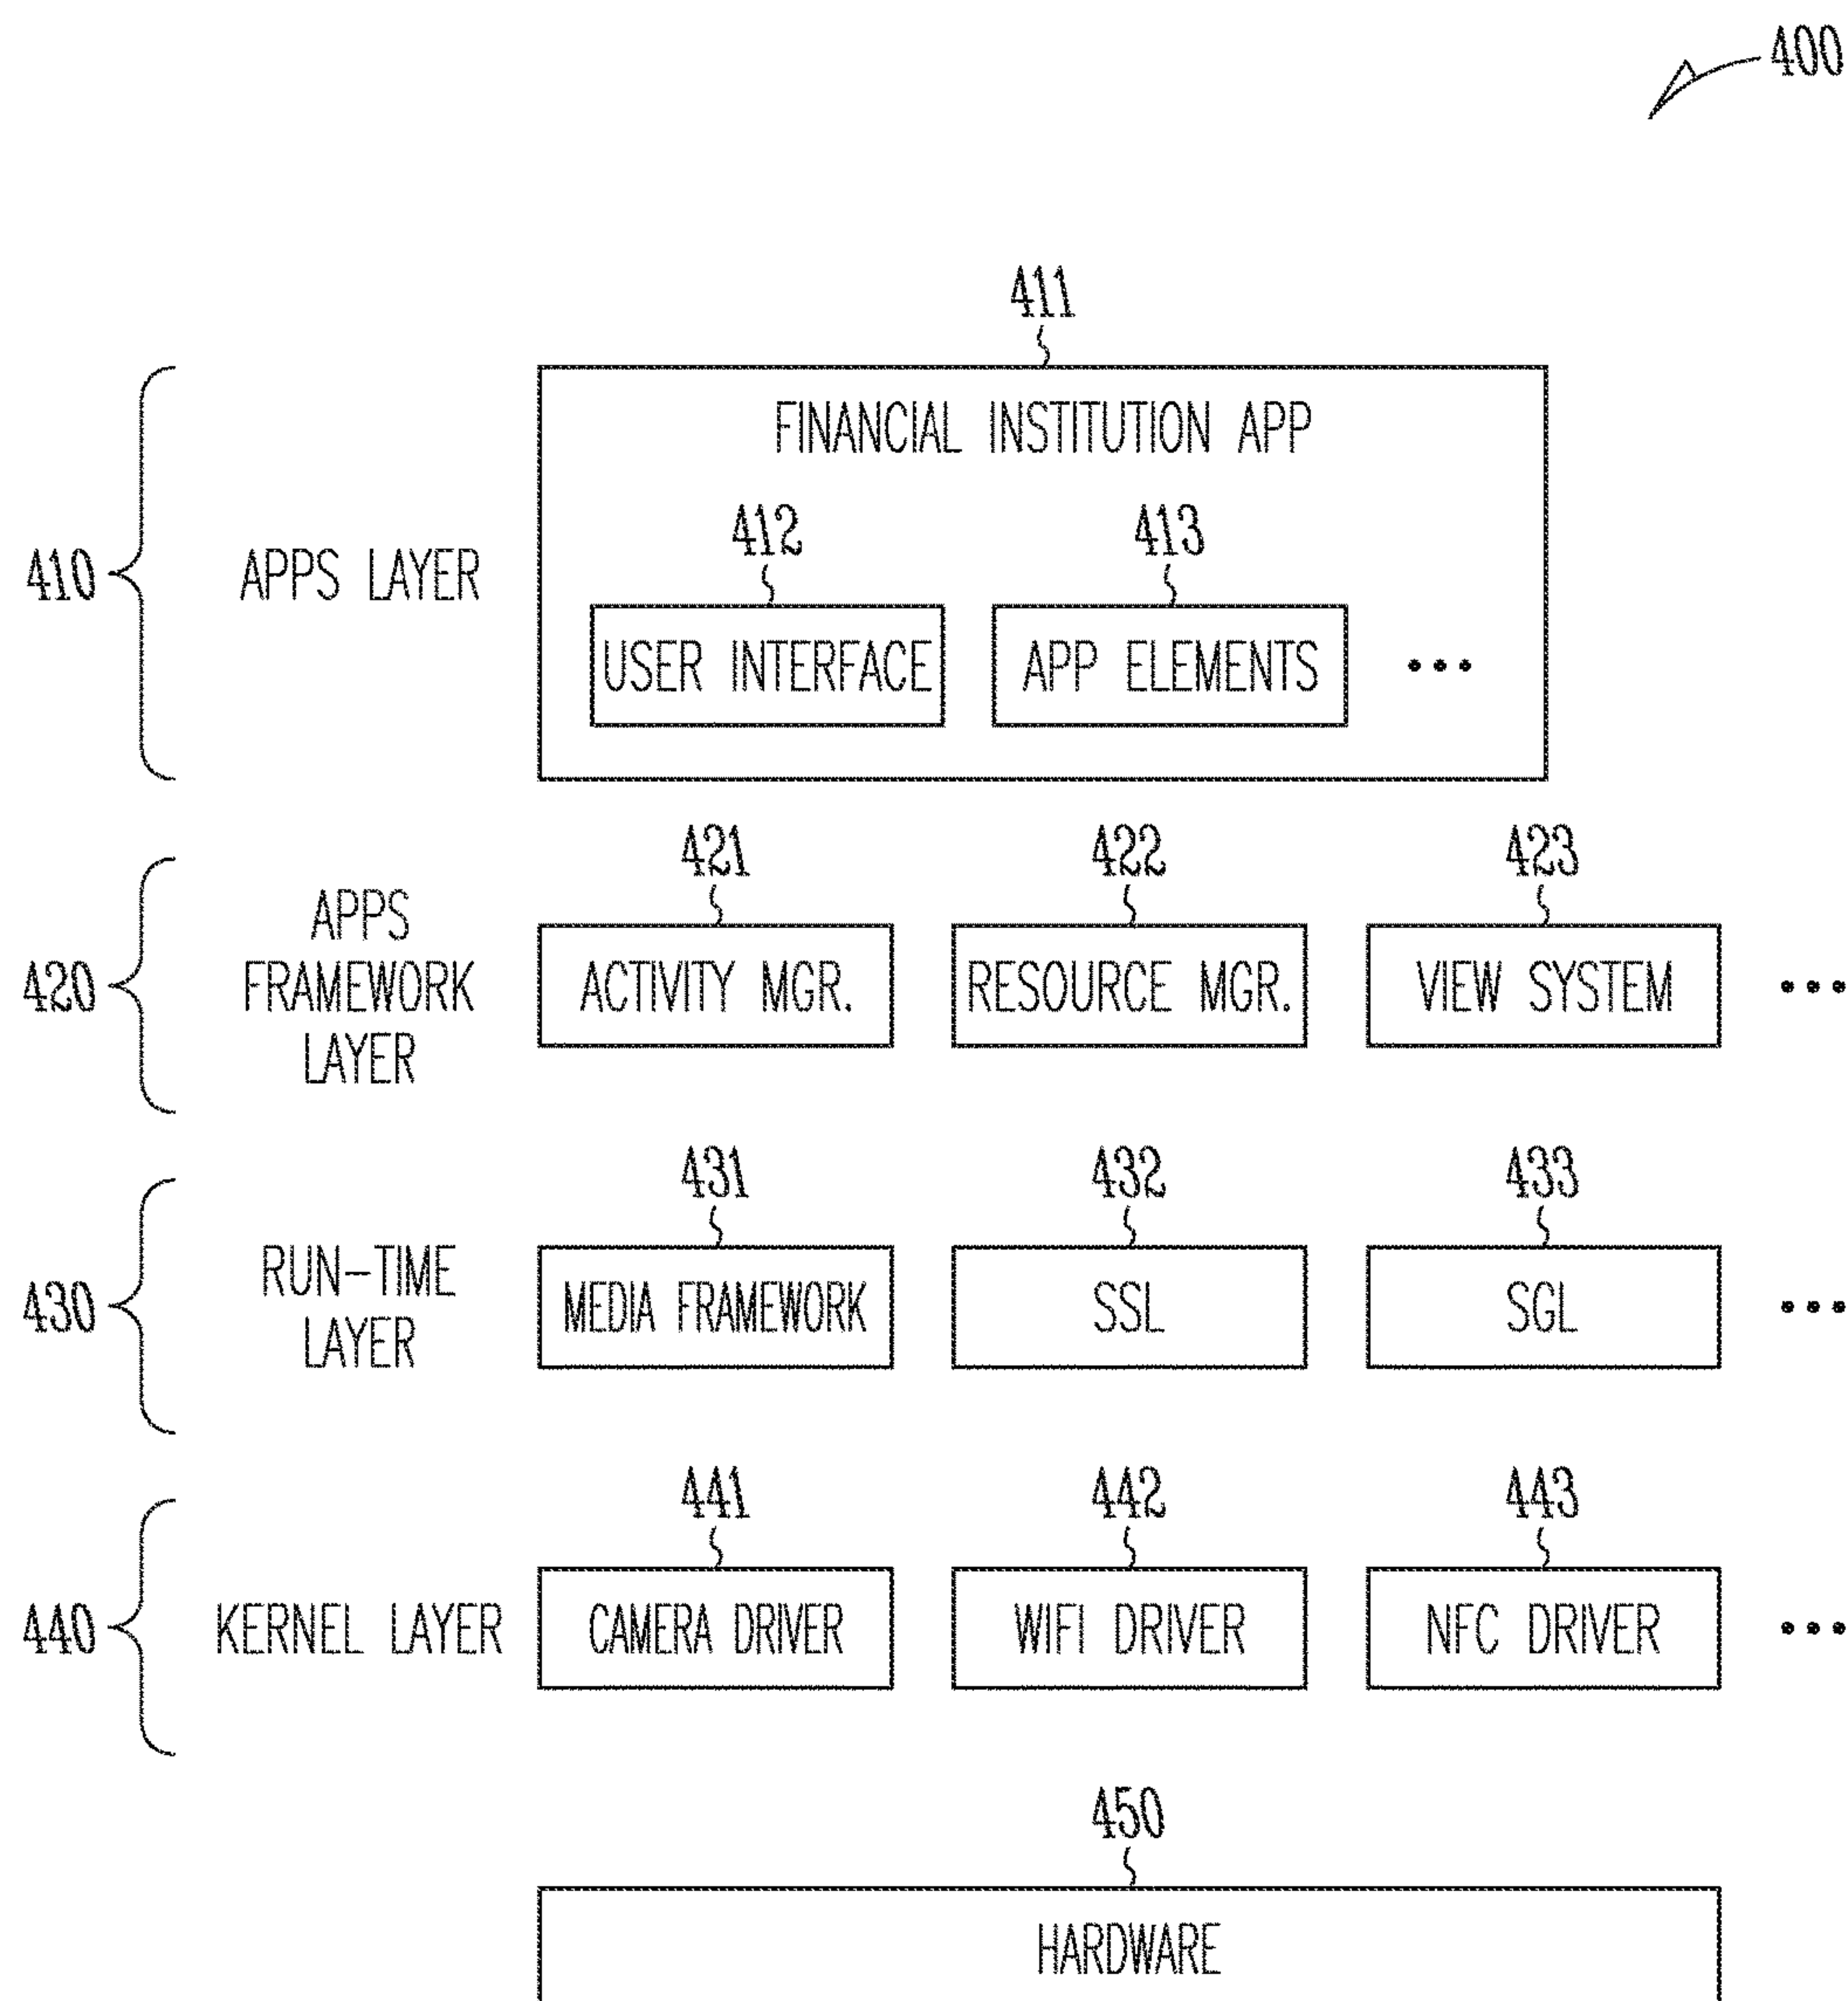 400
411
FINANCIAL INSTITUTION APP
412
413
410
APPS LAYER
USER INTERFACE
APP ELEMENTS
...
421
422
423
420
APPS
FRAMEWORK
LAYER
ACTIVITY MGR.
RESOURCE MGR.
VIEW SYSTEM
...
431
432
433
430
RUN-TIME
LAYER
MEDIA FRAMEWORK
SSL
SGL
...
441
442
443
440
KERNEL LAYER
CAMERA DRIVER
WIFI DRIVER
NFC DRIVER
...
450
HARDWARE